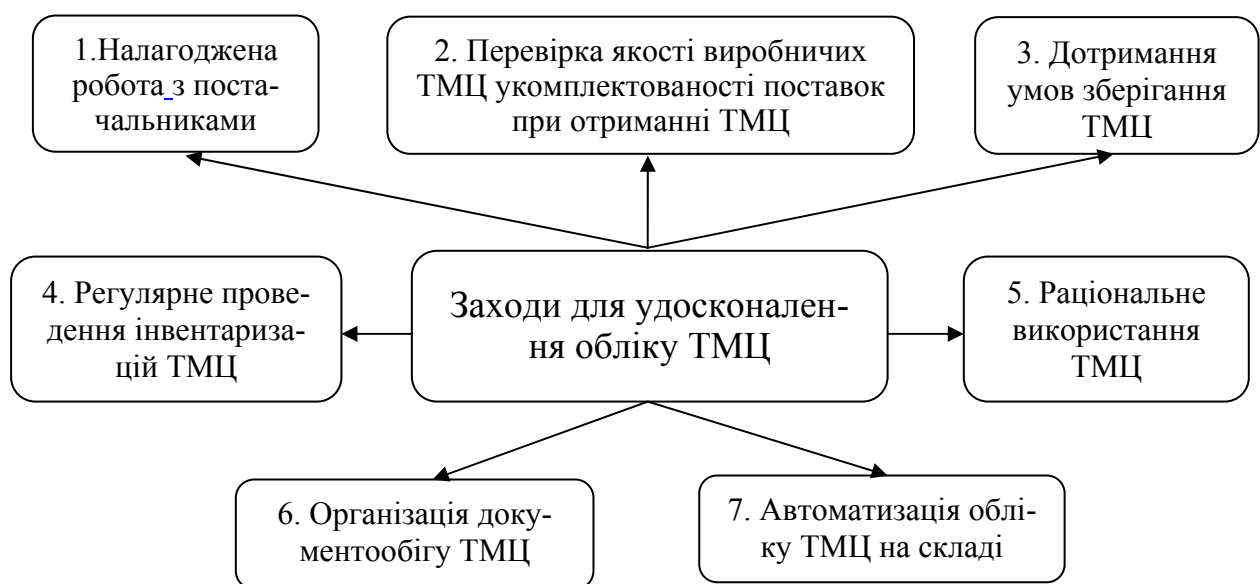 1.Налагоджена
робота з поста-
чальниками
2. Перевірка якості виробничих
ТМЦ укомплектованості поставок
при отриманні ТМЦ
3. Дотримання
умов зберігання
ТМЦ
4. Регулярне прове-
дення інвентариза-
цій ТМЦ
Заходи для удосконален-
ня обліку ТМЦ
5. Раціональне
використання
ТМЦ
6. Організація доку-
ментообігу ТМЦ
7. Автоматизація облі-
ку ТМЦ на складі